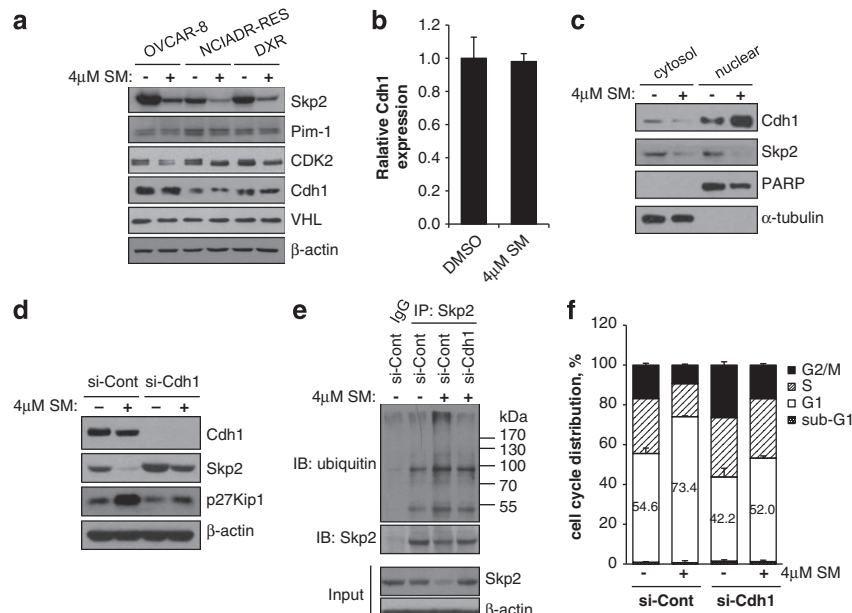 a
OVCAR-8 NCIADR-RES DXR
4μM SM: - + - + - +
Skp2
Pim-1
CDK2
Cdh1
VHL
β-actin
b
Ralative Cdh1
expression
1.2
1.0
0.8
0.6
0.4
0.2
0.0
DMSO 4μM SM
c
cytosol nuclear
4μM SM: - + - +
Cdh1
Skp2
PARP
α-tubulin
d
si-Cont si-Cdh1
4μM SM: – + – +
Cdh1
Skp2
p27Kip1
β-actin
e
IgG IP: Skp2
si-Cont si-Cont si-Cont si-Cdh1
4μM SM: - - + +
kDa
170
130
100
70
55
IB: ubiquitin
IB: Skp2
Input
Skp2
β-actin
f
cell cycle distribution, %
120
100
80
60
40
20
0
54.6 73.4 42.2 52.0
G2/M
S
G1
sub-G1
- + - + 4μM SM
si-Cont si-Cdh1